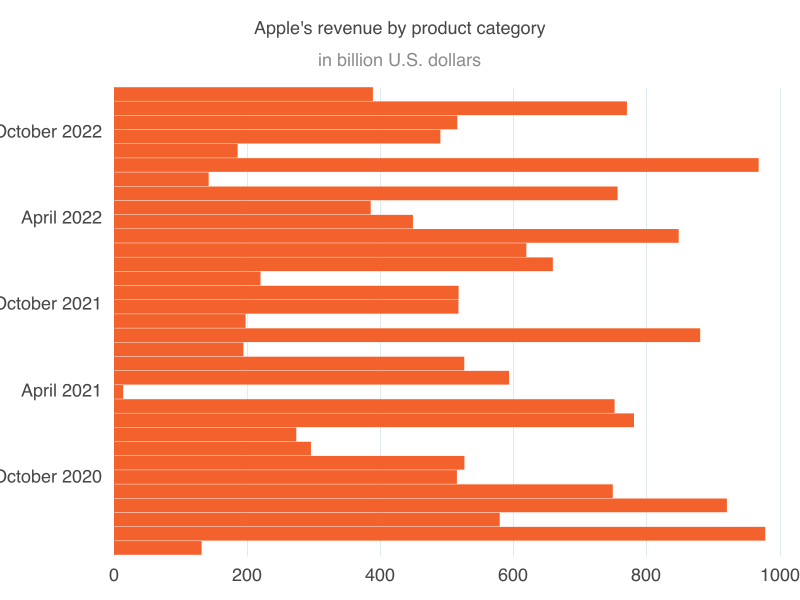 Apple's revenue by product category
in billion U.S. dollars
October 2022
April 2022
October 2021
April 2021
October 2020
0 200 400 600 800 1000